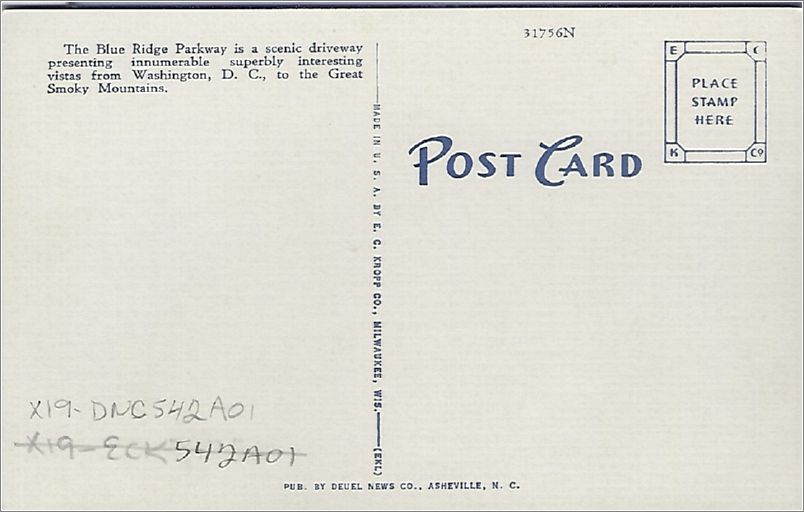 The Blue Ridge Parkway is a scenic driveway
presenting innumerable superbly interesting
vistas from Washington, D. C., to the Great
Smoky Mountains.
31756N
E C
PLACE
STAMP
HERE
K Co
POST CARD
MADE IN U. S. A. BY E. C. KROPP CO., MILWAUKEE, WIS. (EKL)
X19-DNC542A01
X19-ECK542A01
PUB. BY DEUEL NEWS CO., ASHEVILLE, N. C.